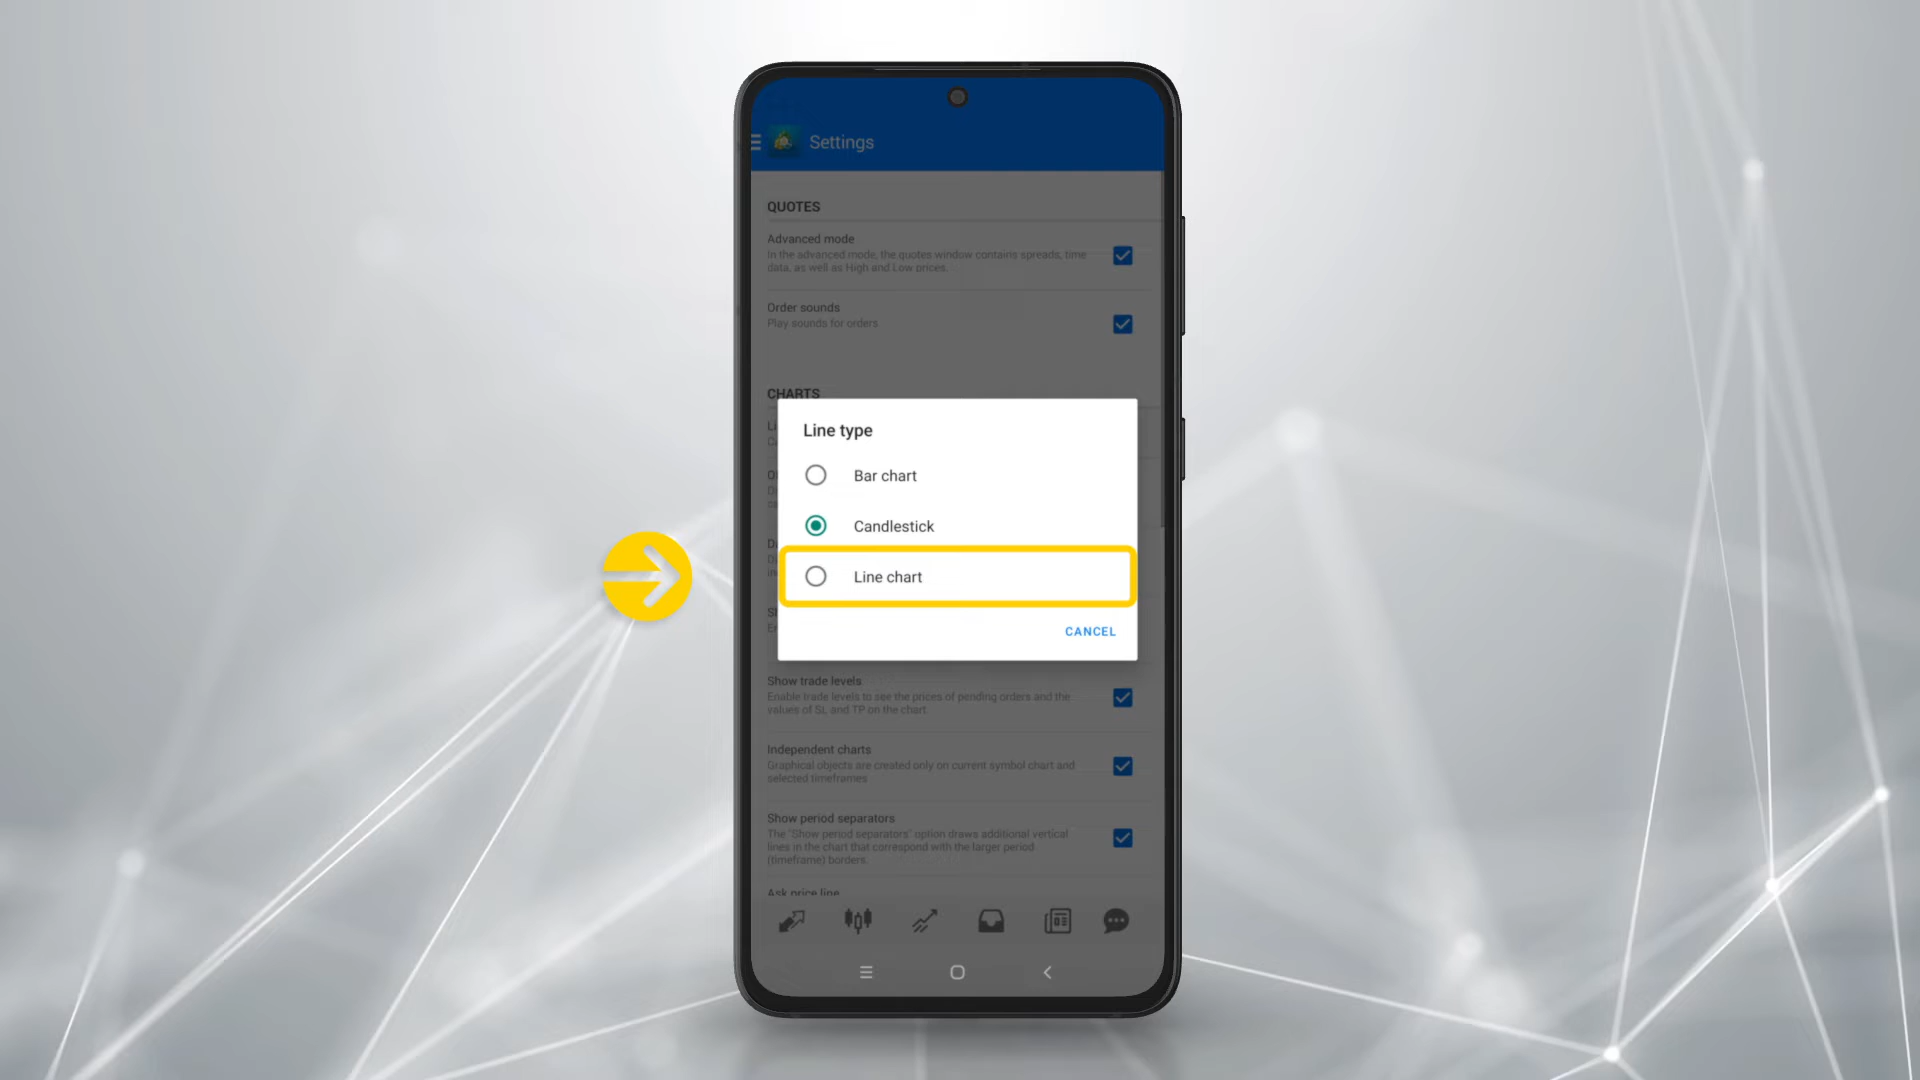 Settings
QUOTES
Advanced mode
In the advanced mode, the quotes window contains spreads, time
data, as well as High and Low prices.
Order sounds
Play sounds for orders
CHARTS
Line type
Bar chart
Candlestick
Line chart
CANCEL
Show trade levels
Enable trade levels to see the prices of pending orders and the
values of SL and TP on the chart.
Independent charts
Graphical objects are created only on current symbol chart and
selected timeframes
Show period separators
The "Show period separators" option draws additional vertical
lines in the chart that correspond with the larger period
(timeframe) borders.
Ask price line